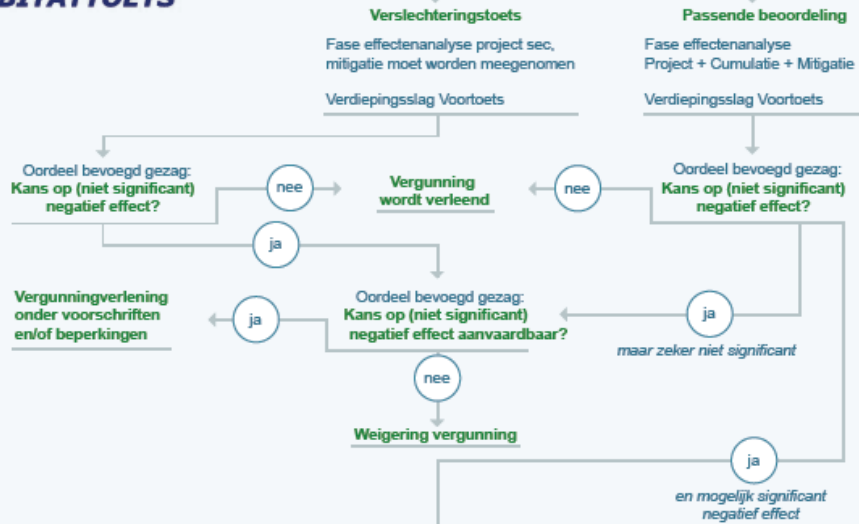 BITATTOETS
Verslechteringstoets
Fase effectenanalyse project sec,
mitigatie moet worden meegenomen
Verdiepingsslag Voortoets
Passende beoordeling
Fase effectenanalyse
Project + Cumulatie + Mitigatie
Verdiepingsslag Voortoets
Oordeel bevoegd gezag:
Kans op (niet significant)
negatief effect?
nee
Vergunning
wordt verleend
nee
Oordeel bevoegd gezag:
Kans op (niet significant)
negatief effect?
ja
Vergunningverlening
onder voorschriften
en/of beperkingen
ja
Oordeel bevoegd gezag:
Kans op (niet significant)
negatief effect aanvaardbaar?
ja
maar zeker niet significant
nee
Weigering vergunning
ja
en mogelijk significant
negatief effect